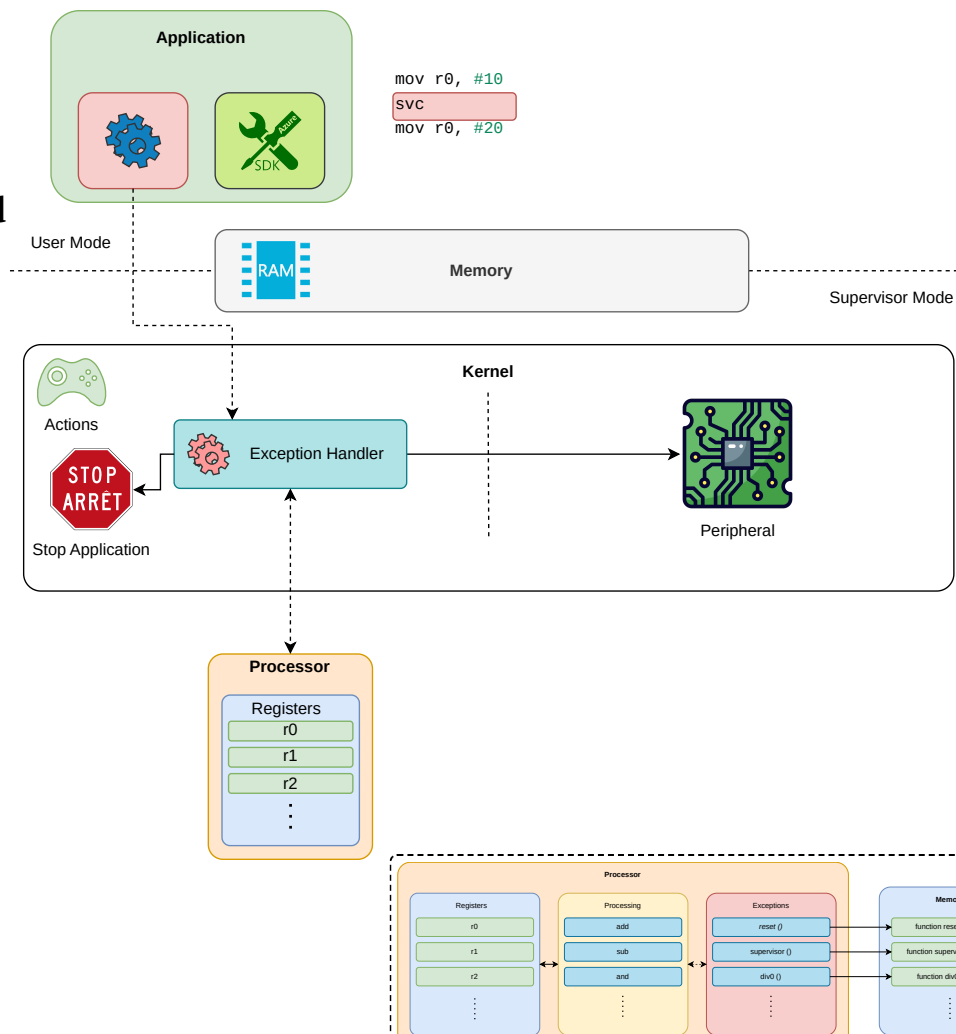 Application
Azure
SDK
mov r0, #10
svc
mov r0, #20
User Mode
RAM
Memory
Supervisor Mode
Kernel
Actions
Exception Handler
STOP
ARRÊT
Stop Application
Peripheral
Processor
Registers
r0
r1
r2
Processor
Registers
Processing
Exceptions
r0
add
reset ()
r1
sub
supervisor ()
r2
and
div0 ()